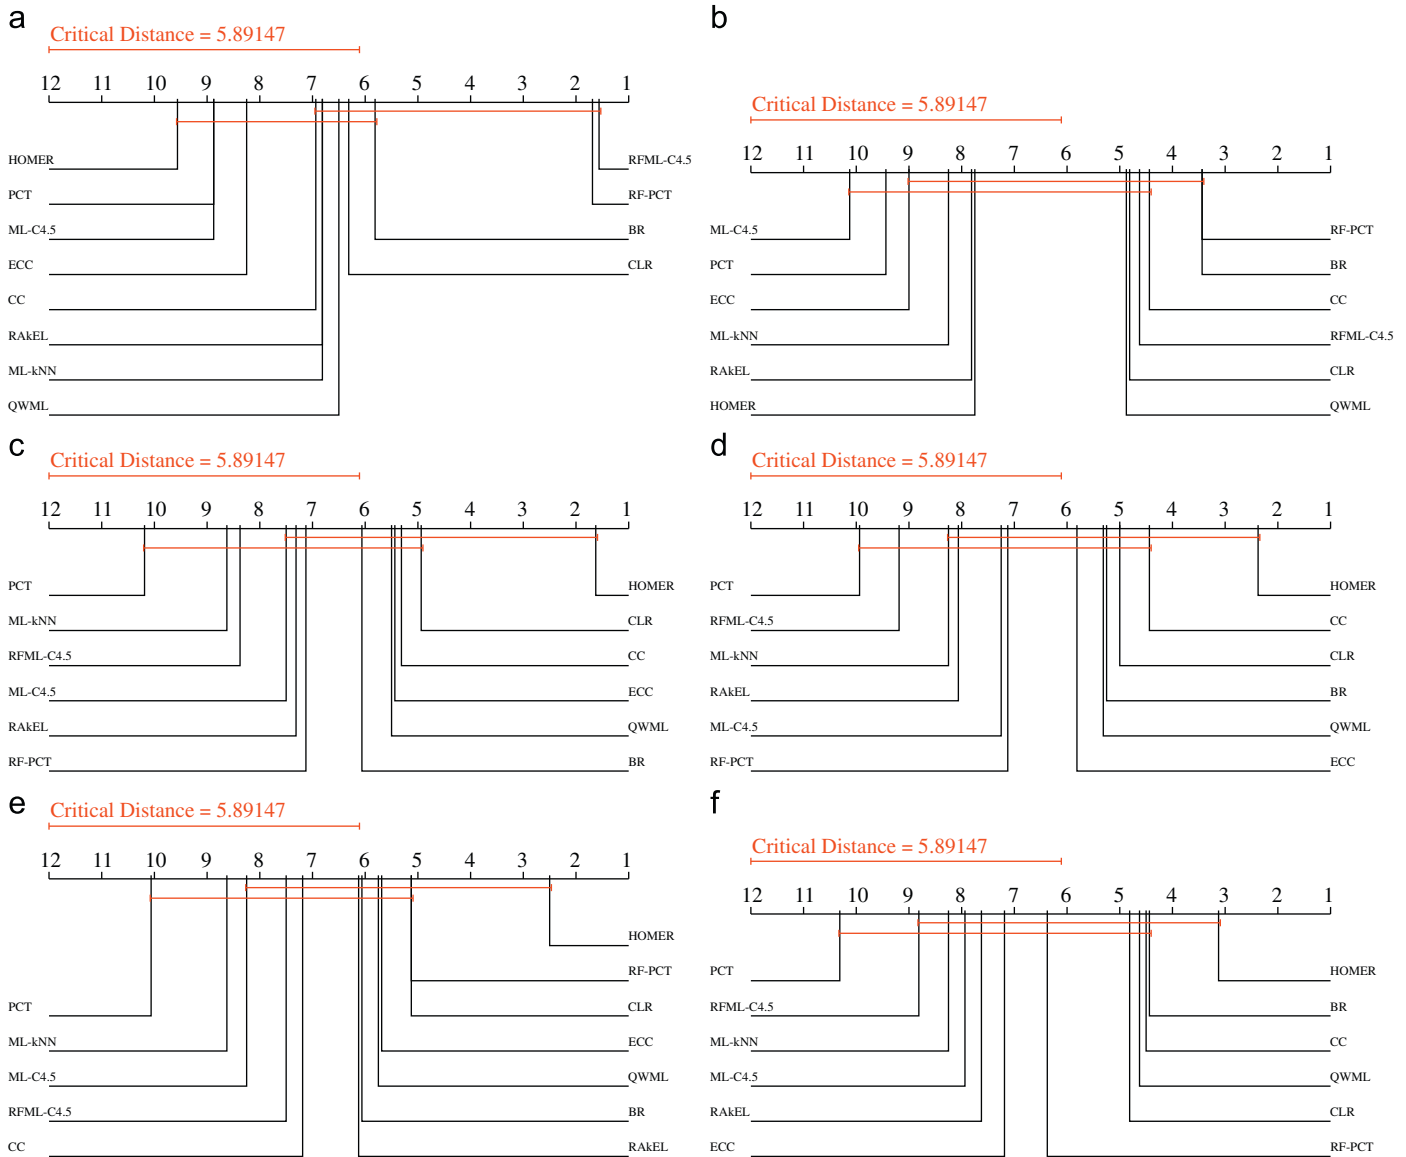 a
Critical Distance = 5.89147
12 11 10 9 8 7 6 5 4 3 2 1
HOMER
PCT
ML-C4.5
ECC
CC
RAkEL
ML-kNN
QWML
RFML-C4.5
RF-PCT
BR
CLR
b
Critical Distance = 5.89147
12 11 10 9 8 7 6 5 4 3 2 1
ML-C4.5
PCT
ECC
ML-kNN
RAkEL
HOMER
RF-PCT
BR
CC
RFML-C4.5
CLR
QWML
c
Critical Distance = 5.89147
12 11 10 9 8 7 6 5 4 3 2 1
PCT
ML-kNN
RFML-C4.5
ML-C4.5
RAkEL
RF-PCT
HOMER
CLR
CC
ECC
QWML
BR
d
Critical Distance = 5.89147
12 11 10 9 8 7 6 5 4 3 2 1
PCT
RFML-C4.5
ML-kNN
RAkEL
ML-C4.5
RF-PCT
HOMER
CC
CLR
BR
QWML
ECC
e
Critical Distance = 5.89147
12 11 10 9 8 7 6 5 4 3 2 1
PCT
ML-kNN
ML-C4.5
RFML-C4.5
CC
HOMER
RF-PCT
CLR
ECC
QWML
BR
RAkEL
f
Critical Distance = 5.89147
12 11 10 9 8 7 6 5 4 3 2 1
PCT
RFML-C4.5
ML-kNN
ML-C4.5
RAkEL
ECC
HOMER
BR
CC
QWML
CLR
RF-PCT